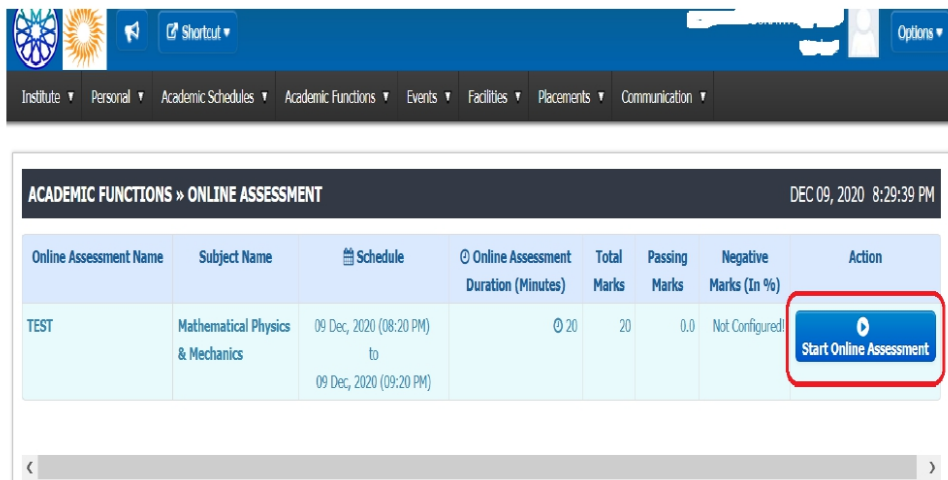 Shortcut ▾
Options ▾
Institute ▾ Personal ▾ Academic Schedules ▾ Academic Functions ▾ Events ▾ Facilities ▾ Placements ▾ Communication ▾
ACADEMIC FUNCTIONS » ONLINE ASSESSMENT DEC 09, 2020 8:29:39 PM
Online Assessment Name Subject Name Schedule Online Assessment Total Passing Negative Action
Duration (Minutes) Marks Marks Marks (In %)
TEST Mathematical Physics 09 Dec, 2020 (08:20 PM) 20 20 0.0 Not Configured!
& Mechanics to Start Online Assessment
09 Dec, 2020 (09:20 PM)